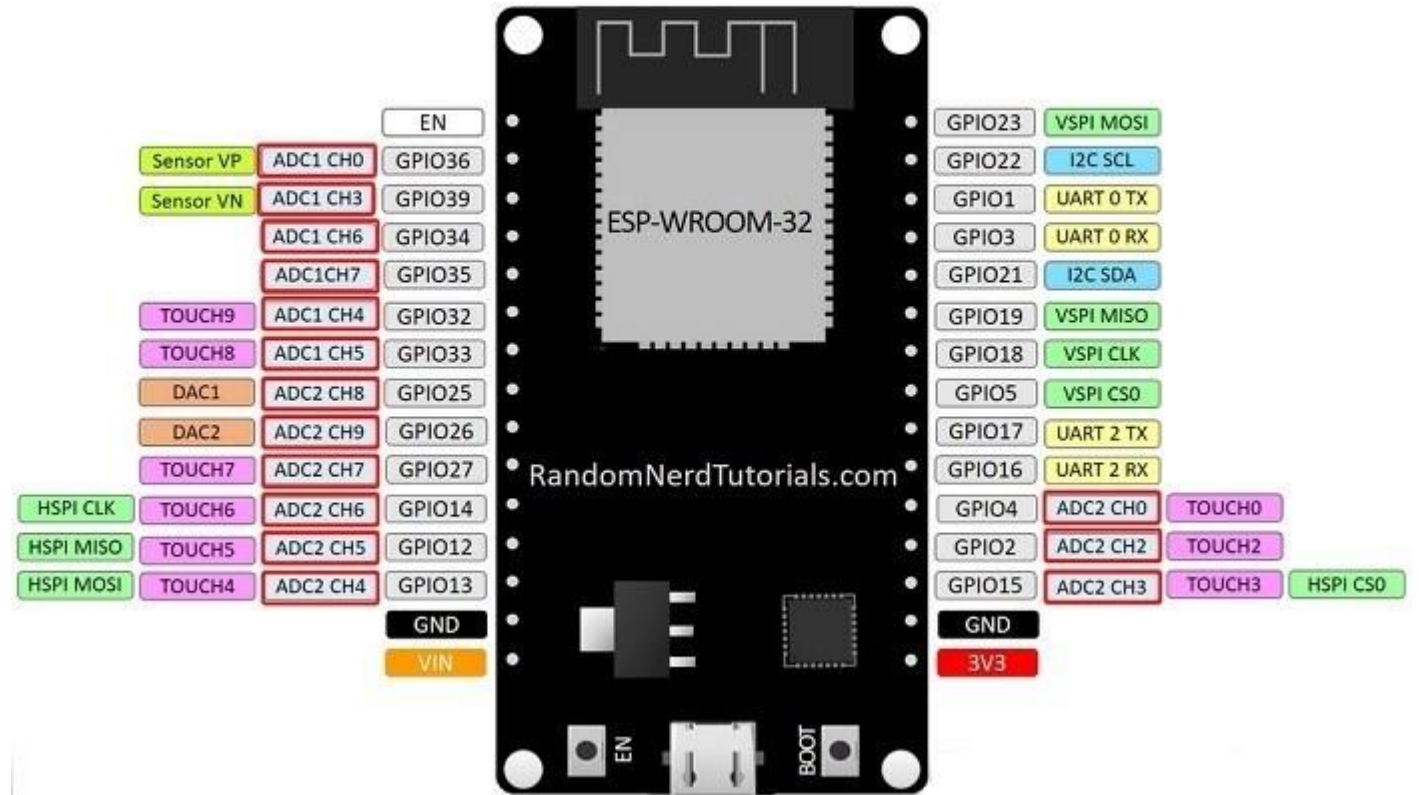 EN GPIO23 VSPI MOSI
Sensor VP ADC1 CH0 GPIO36 GPIO22 I2C SCL
Sensor VN ADC1 CH3 GPIO39 GPIO1 UART 0 TX
ADC1 CH6 GPIO34 ESP-WROOM-32 GPIO3 UART 0 RX
ADC1CH7 GPIO35 GPIO21 I2C SDA
TOUCH9 ADC1 CH4 GPIO32 GPIO19 VSPI MISO
TOUCH8 ADC1 CH5 GPIO33 GPIO18 VSPI CLK
DAC1 ADC2 CH8 GPIO25 GPIO5 VSPI CS0
DAC2 ADC2 CH9 GPIO26 GPIO17 UART 2 TX
TOUCH7 ADC2 CH7 GPIO27 RandomNerdTutorials.com GPIO16 UART 2 RX
HSPI CLK TOUCH6 ADC2 CH6 GPIO14 GPIO4 ADC2 CH0 TOUCH0
HSPI MISO TOUCH5 ADC2 CH5 GPIO12 GPIO2 ADC2 CH2 TOUCH2
HSPI MOSI TOUCH4 ADC2 CH4 GPIO13 GPIO15 ADC2 CH3 TOUCH3 HSPI CS0
GND GND
VIN 3V3
EN BOOT